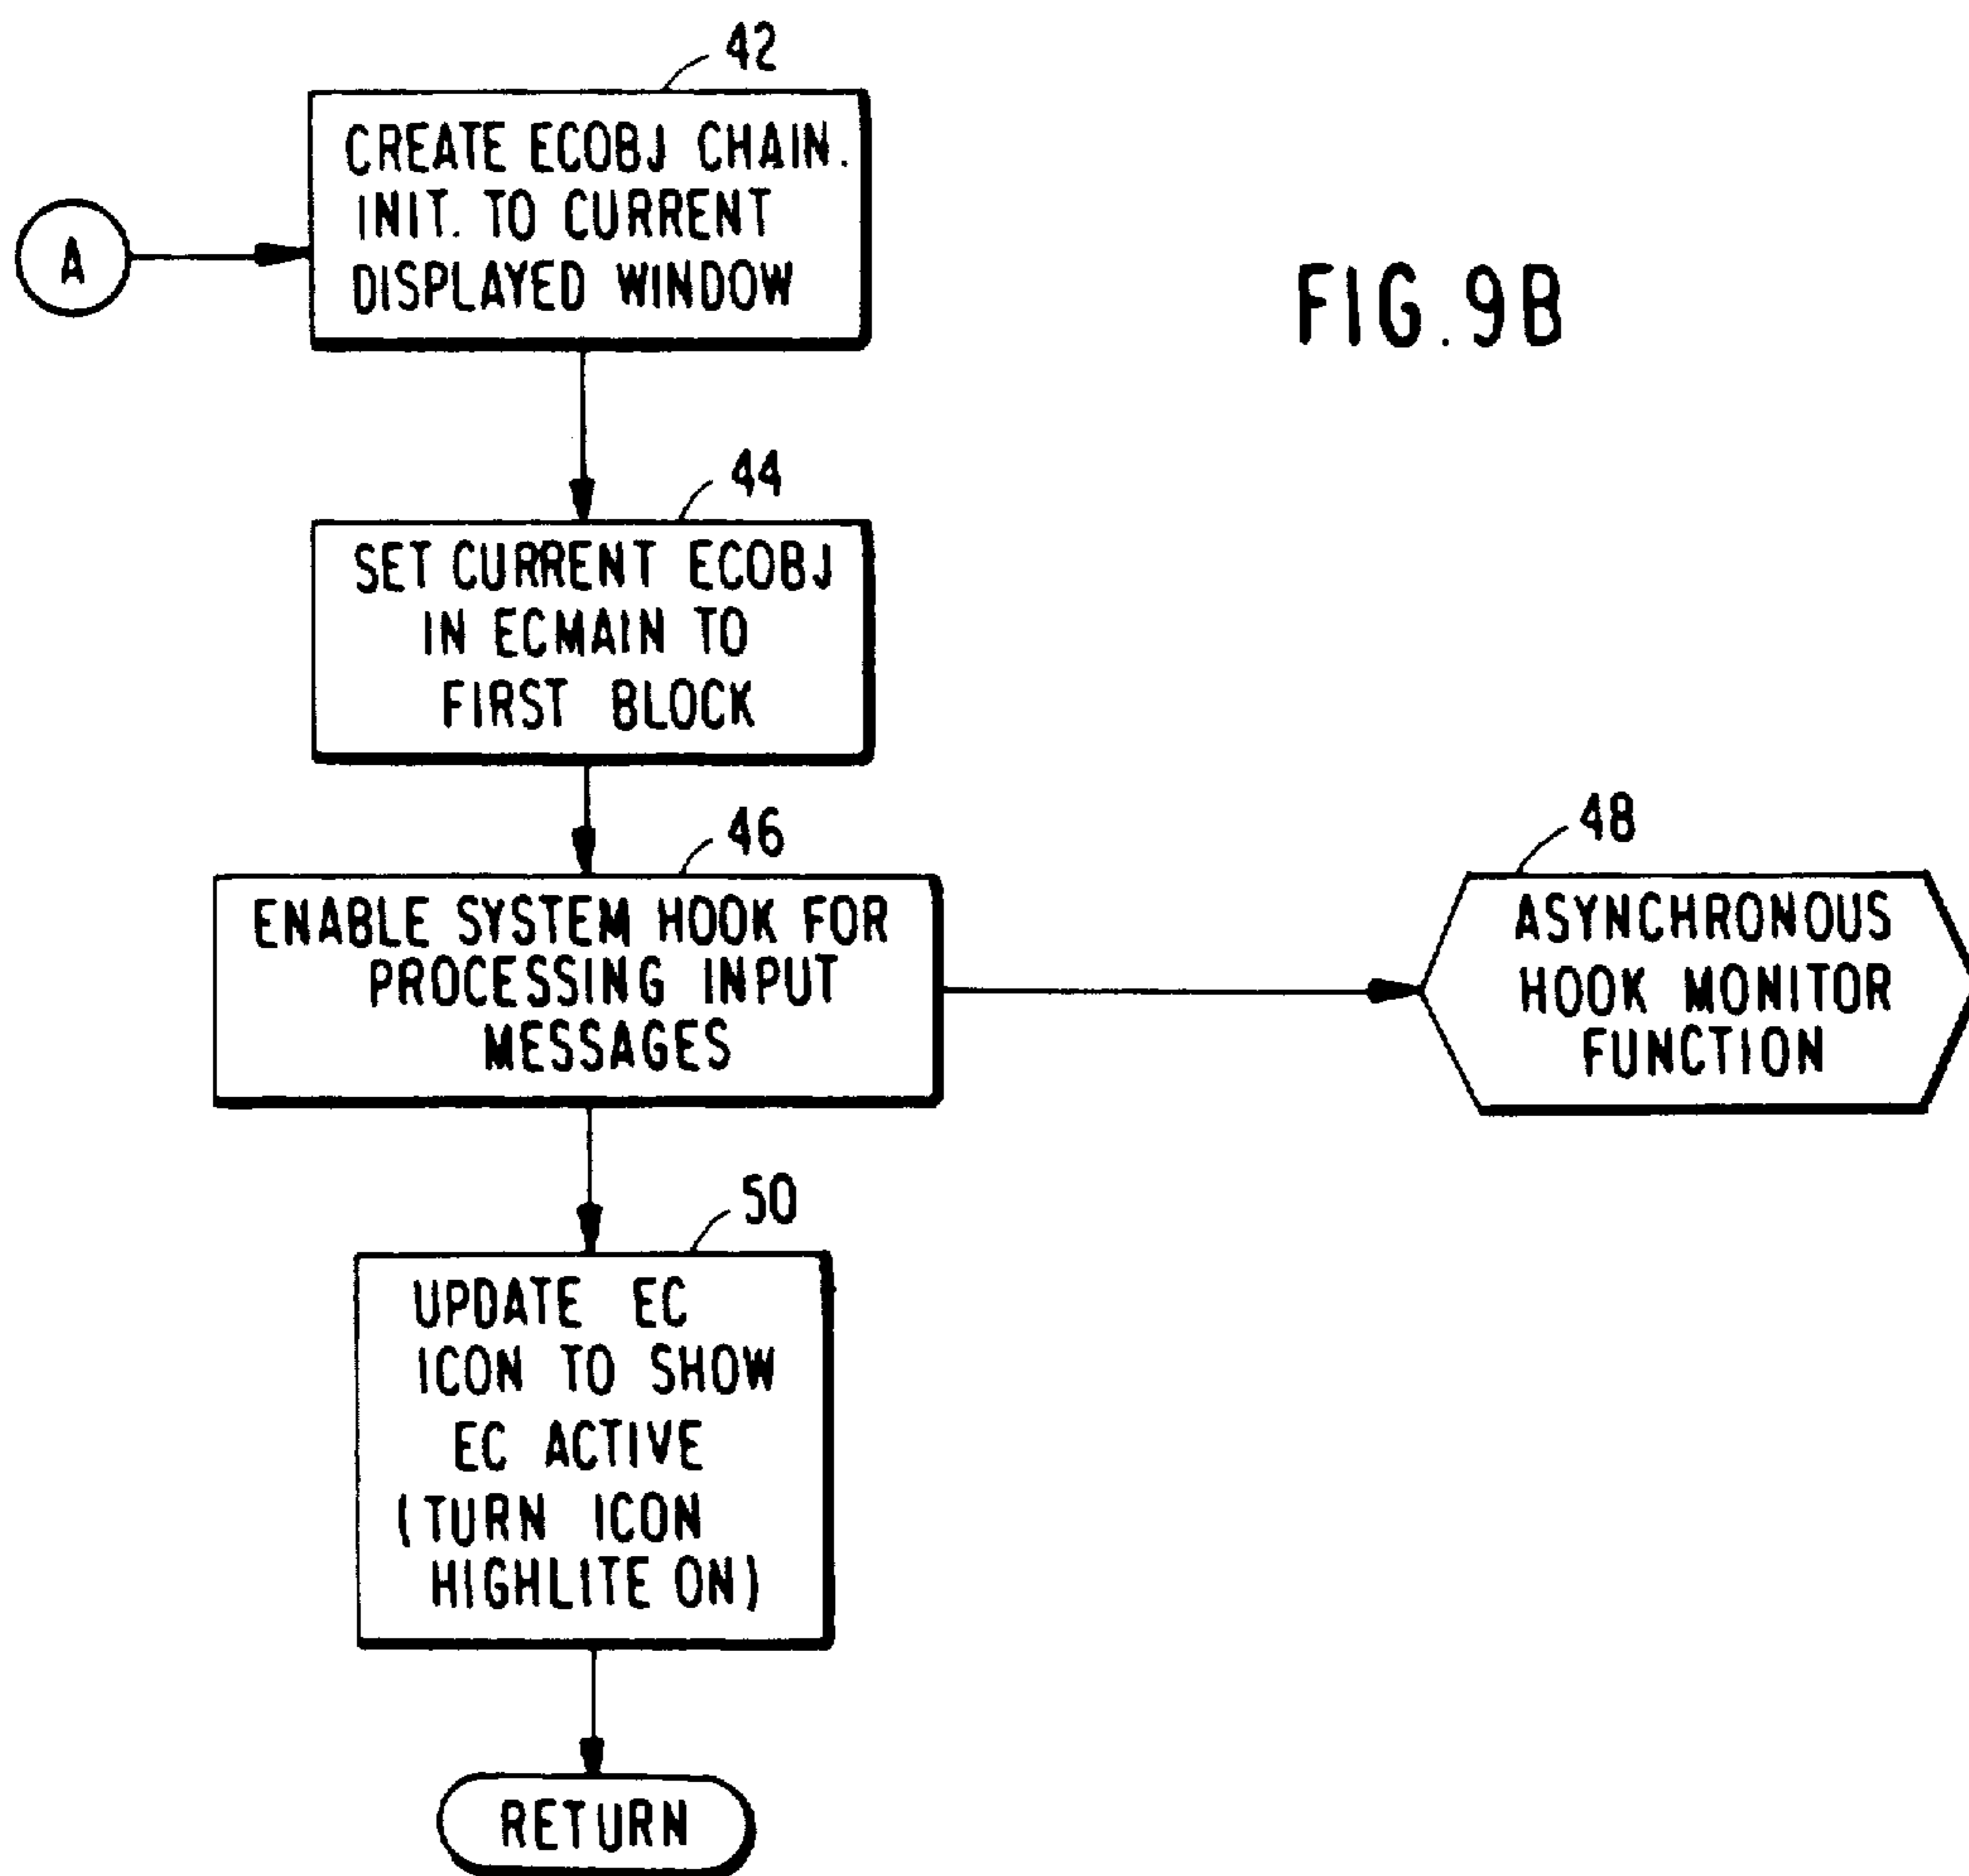 42
CREATE ECOBJ CHAIN.
INIT. TO CURRENT
DISPLAYED WINDOW
A
FIG. 9B
44
SET CURRENT ECOBJ
IN ECMAIN TO
FIRST BLOCK
46
ENABLE SYSTEM HOOK FOR
PROCESSING INPUT
MESSAGES
48
ASYNCHRONOUS
HOOK MONITOR
FUNCTION
50
UPDATE EC
ICON TO SHOW
EC ACTIVE
(TURN ICON
HIGHLITE ON)
RETURN